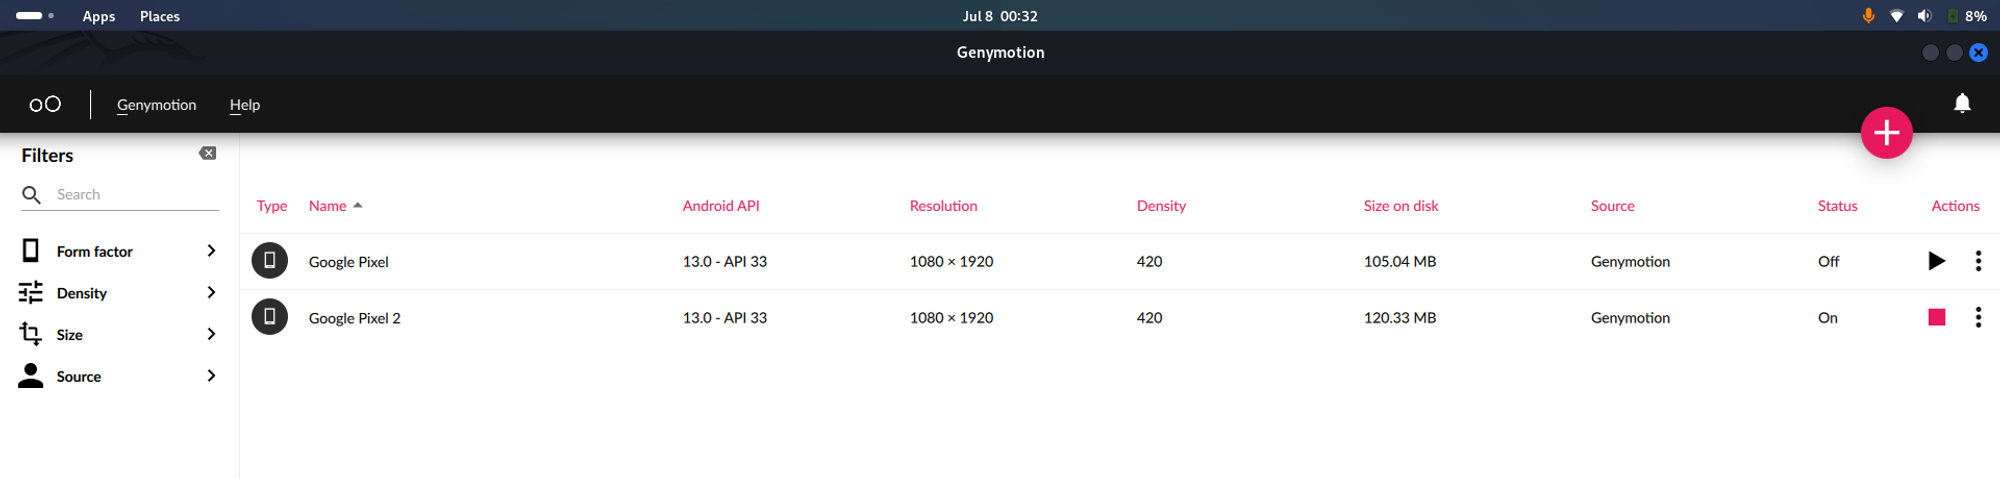 Apps Places Jul 8 00:32 8%
Genymotion
Genymotion Help
Filters
Search
Type Name Android API Resolution Density Size on disk Source Status Actions
Form factor
Google Pixel 13.0 - API 33 1080 × 1920 420 105.04 MB Genymotion Off
Density
Google Pixel 2 13.0 - API 33 1080 × 1920 420 120.33 MB Genymotion On
Size
Source